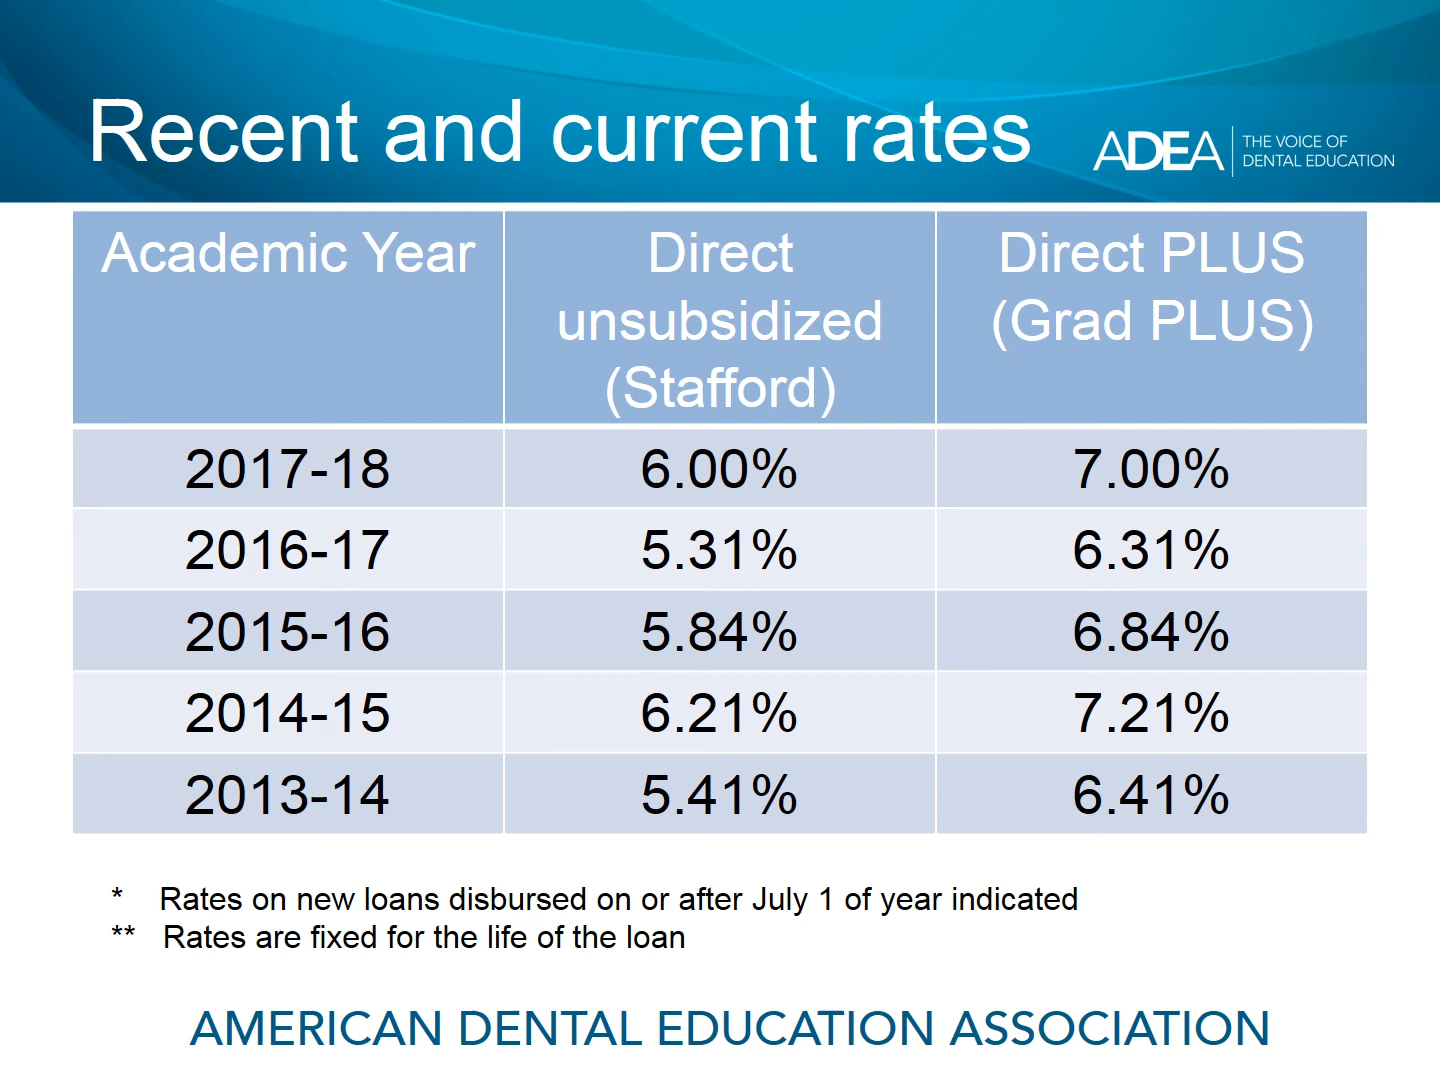 Recent and current rates
ADEA
THE VOICE OF
DENTAL EDUCATION
Academic Year
Direct
unsubsidized
(Stafford)
Direct PLUS
(Grad PLUS)
2017-18 6.00% 7.00%
2016-17 5.31% 6.31%
2015-16 5.84% 6.84%
2014-15 6.21% 7.21%
2013-14 5.41% 6.41%
* Rates on new loans disbursed on or after July 1 of year indicated
** Rates are fixed for the life of the loan
AMERICAN DENTAL EDUCATION ASSOCIATION